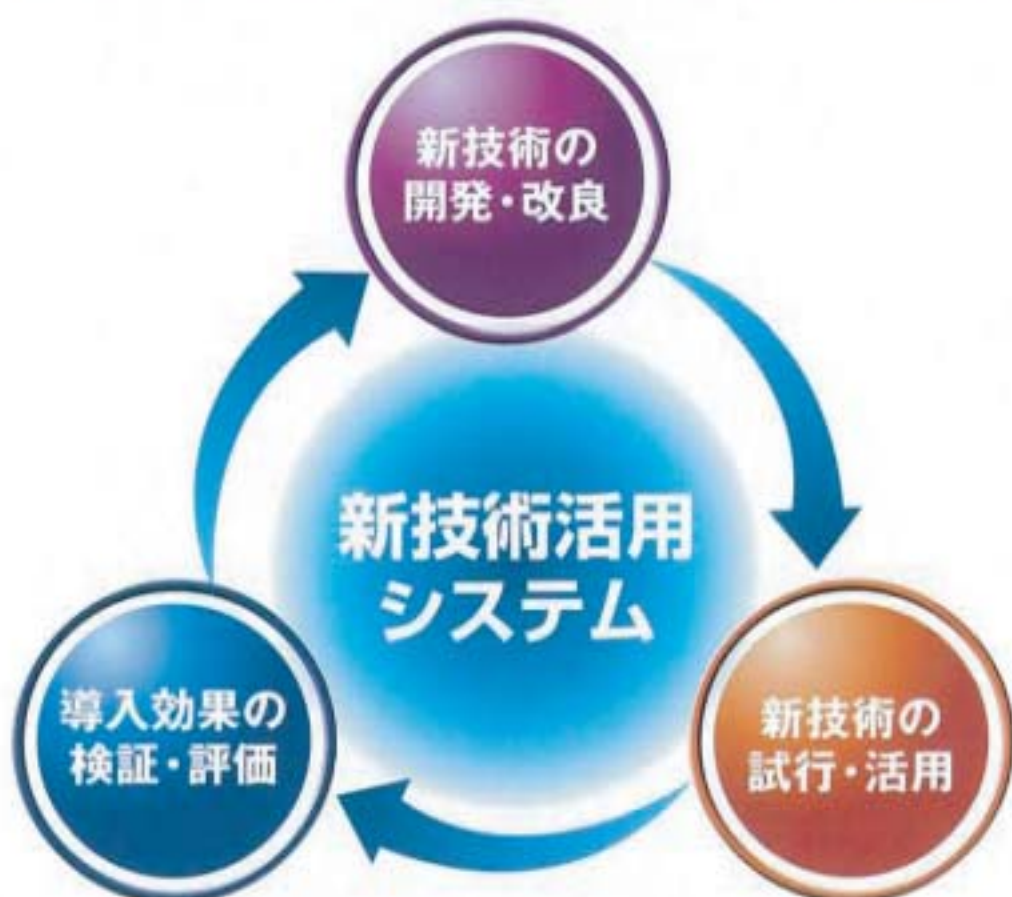 新技術の
開発・改良
新技術活用
システム
導入効果の
検証・評価
新技術の
試行・活用